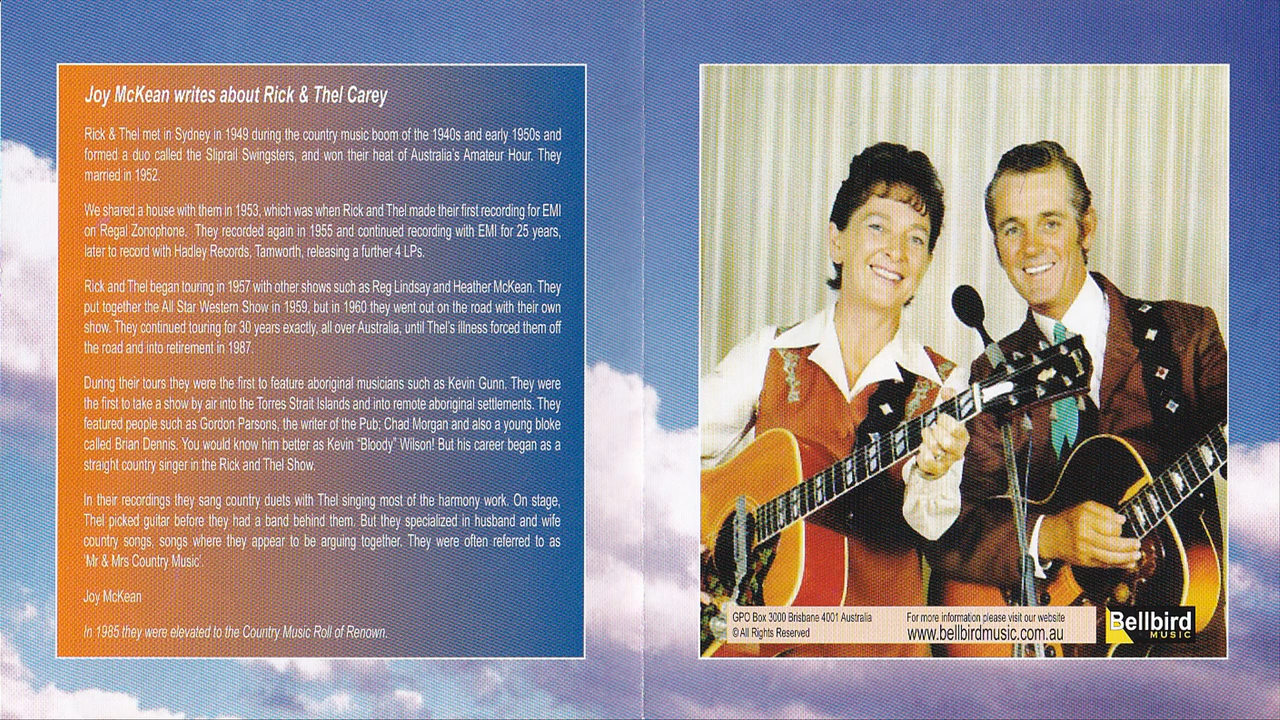 Joy McKean writes about Rick & Thel Carey
Rick & Thel met in Sydney in 1949 during the country music boom of the 1940s and early 1950s and
formed a duo called the Sliprail Swingsters, and won their heat of Australia's Amateur Hour. They
married in 1952.
We shared a house with them in 1953, which was when Rick and Thel made their first recording for EMI
on Regal Zonophone. They recorded again in 1955 and continued recording with EMI for 25 years,
later to record with Hadley Records, Tamworth, releasing a further 4 LPs.
Rick and Thel began touring in 1957 with other shows such as Reg Lindsay and Heather McKean. They
put together the All Star Western Show in 1959, but in 1960 they went out on the road with their own
show. They continued touring for 30 years exactly, all over Australia, until Thel's illness forced them off
the road and into retirement in 1987.
During their tours they were the first to feature aboriginal musicians such as Kevin Gunn. They were
the first to take a show by air into the Torres Strait Islands and into remote aboriginal settlements. They
featured people such as Gordon Parsons, the writer of the Pub; Chad Morgan and also a young bloke
called Brian Dennis. You would know him better as Kevin "Bloody" Wilson! But his career began as a
straight country singer in the Rick and Thel Show.
In their recordings they sang country duets with Thel singing most of the harmony work. On stage,
Thel picked guitar before they had a band behind them. But they specialized in husband and wife
country songs, songs where they appear to be arguing together. They were often referred to as
'Mr & Mrs Country Music'.
Joy McKean
In 1985 they were elevated to the Country Music Roll of Renown.
GPO Box 3000 Brisbane 4001 Australia
© All Rights Reserved
For more information please visit our website
www.bellbirdmusic.com.au
Bellbird
MUSIC